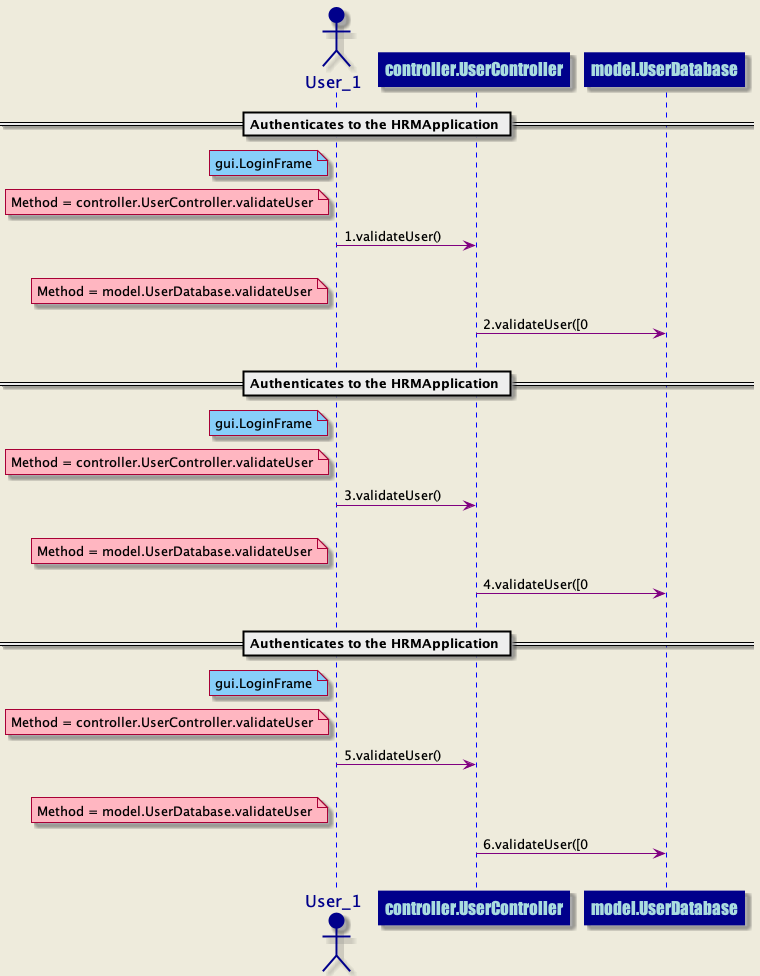 User_1
controller.UserController
model.UserDatabase
Authenticates to the HRMApplication
gui.LoginFrame
Method = controller.UserController.validateUser
1.validateUser()
Method = model.UserDatabase.validateUser
2.validateUser([0
Authenticates to the HRMApplication
gui.LoginFrame
Method = controller.UserController.validateUser
3.validateUser()
Method = model.UserDatabase.validateUser
4.validateUser([0
Authenticates to the HRMApplication
gui.LoginFrame
Method = controller.UserController.validateUser
5.validateUser()
Method = model.UserDatabase.validateUser
6.validateUser([0
User_1
controller.UserController
model.UserDatabase